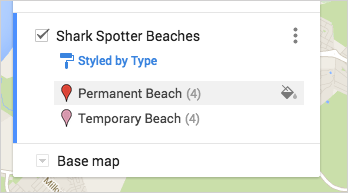 Shark Spotter Beaches
Styled by Type
Permanent Beach (4)
Temporary Beach (4)
Base map